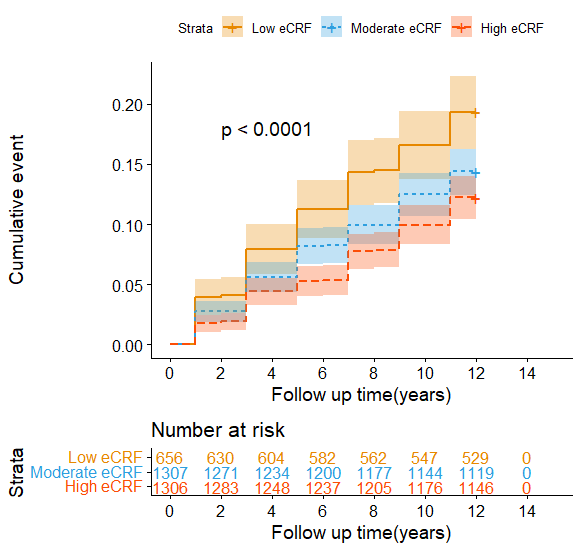 Strata Low eCRF Moderate eCRF High eCRF
Cumulative event
0.20
0.15
0.10
0.05
0.00
p < 0.0001
0 2 4 6 8 10 12 14
Follow up time(years)
Number at risk
Strata
Low eCRF 656 630 604 582 562 547 529 0
Moderate eCRF 1307 1271 1234 1200 1177 1144 1119 0
High eCRF 1306 1283 1248 1237 1205 1176 1146 0
0 2 4 6 8 10 12 14
Follow up time(years)